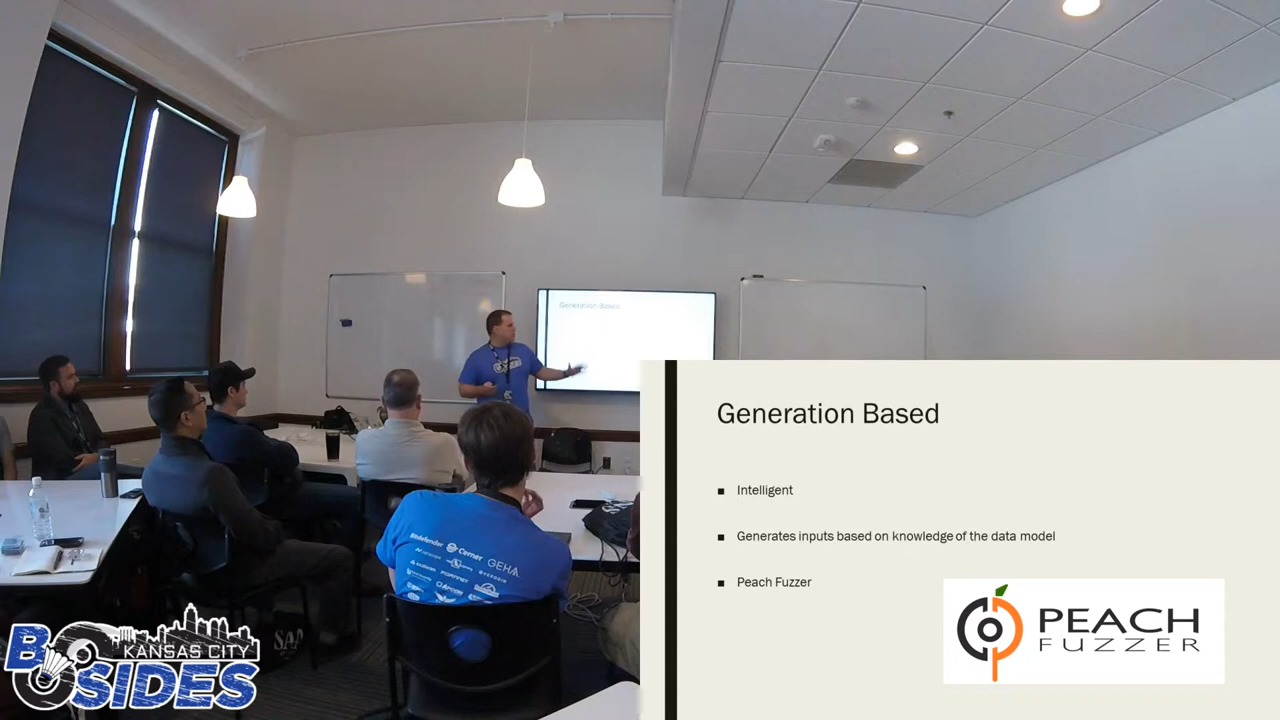 Generation Based
Generation Based
■ Intelligent
■ Generates inputs based on knowledge of the data model
■ Peach Fuzzer
PEACH
FUZZER
Bitdefender
Cerner
GEHA
FORTINET
KANSAS CITY
BSIDES